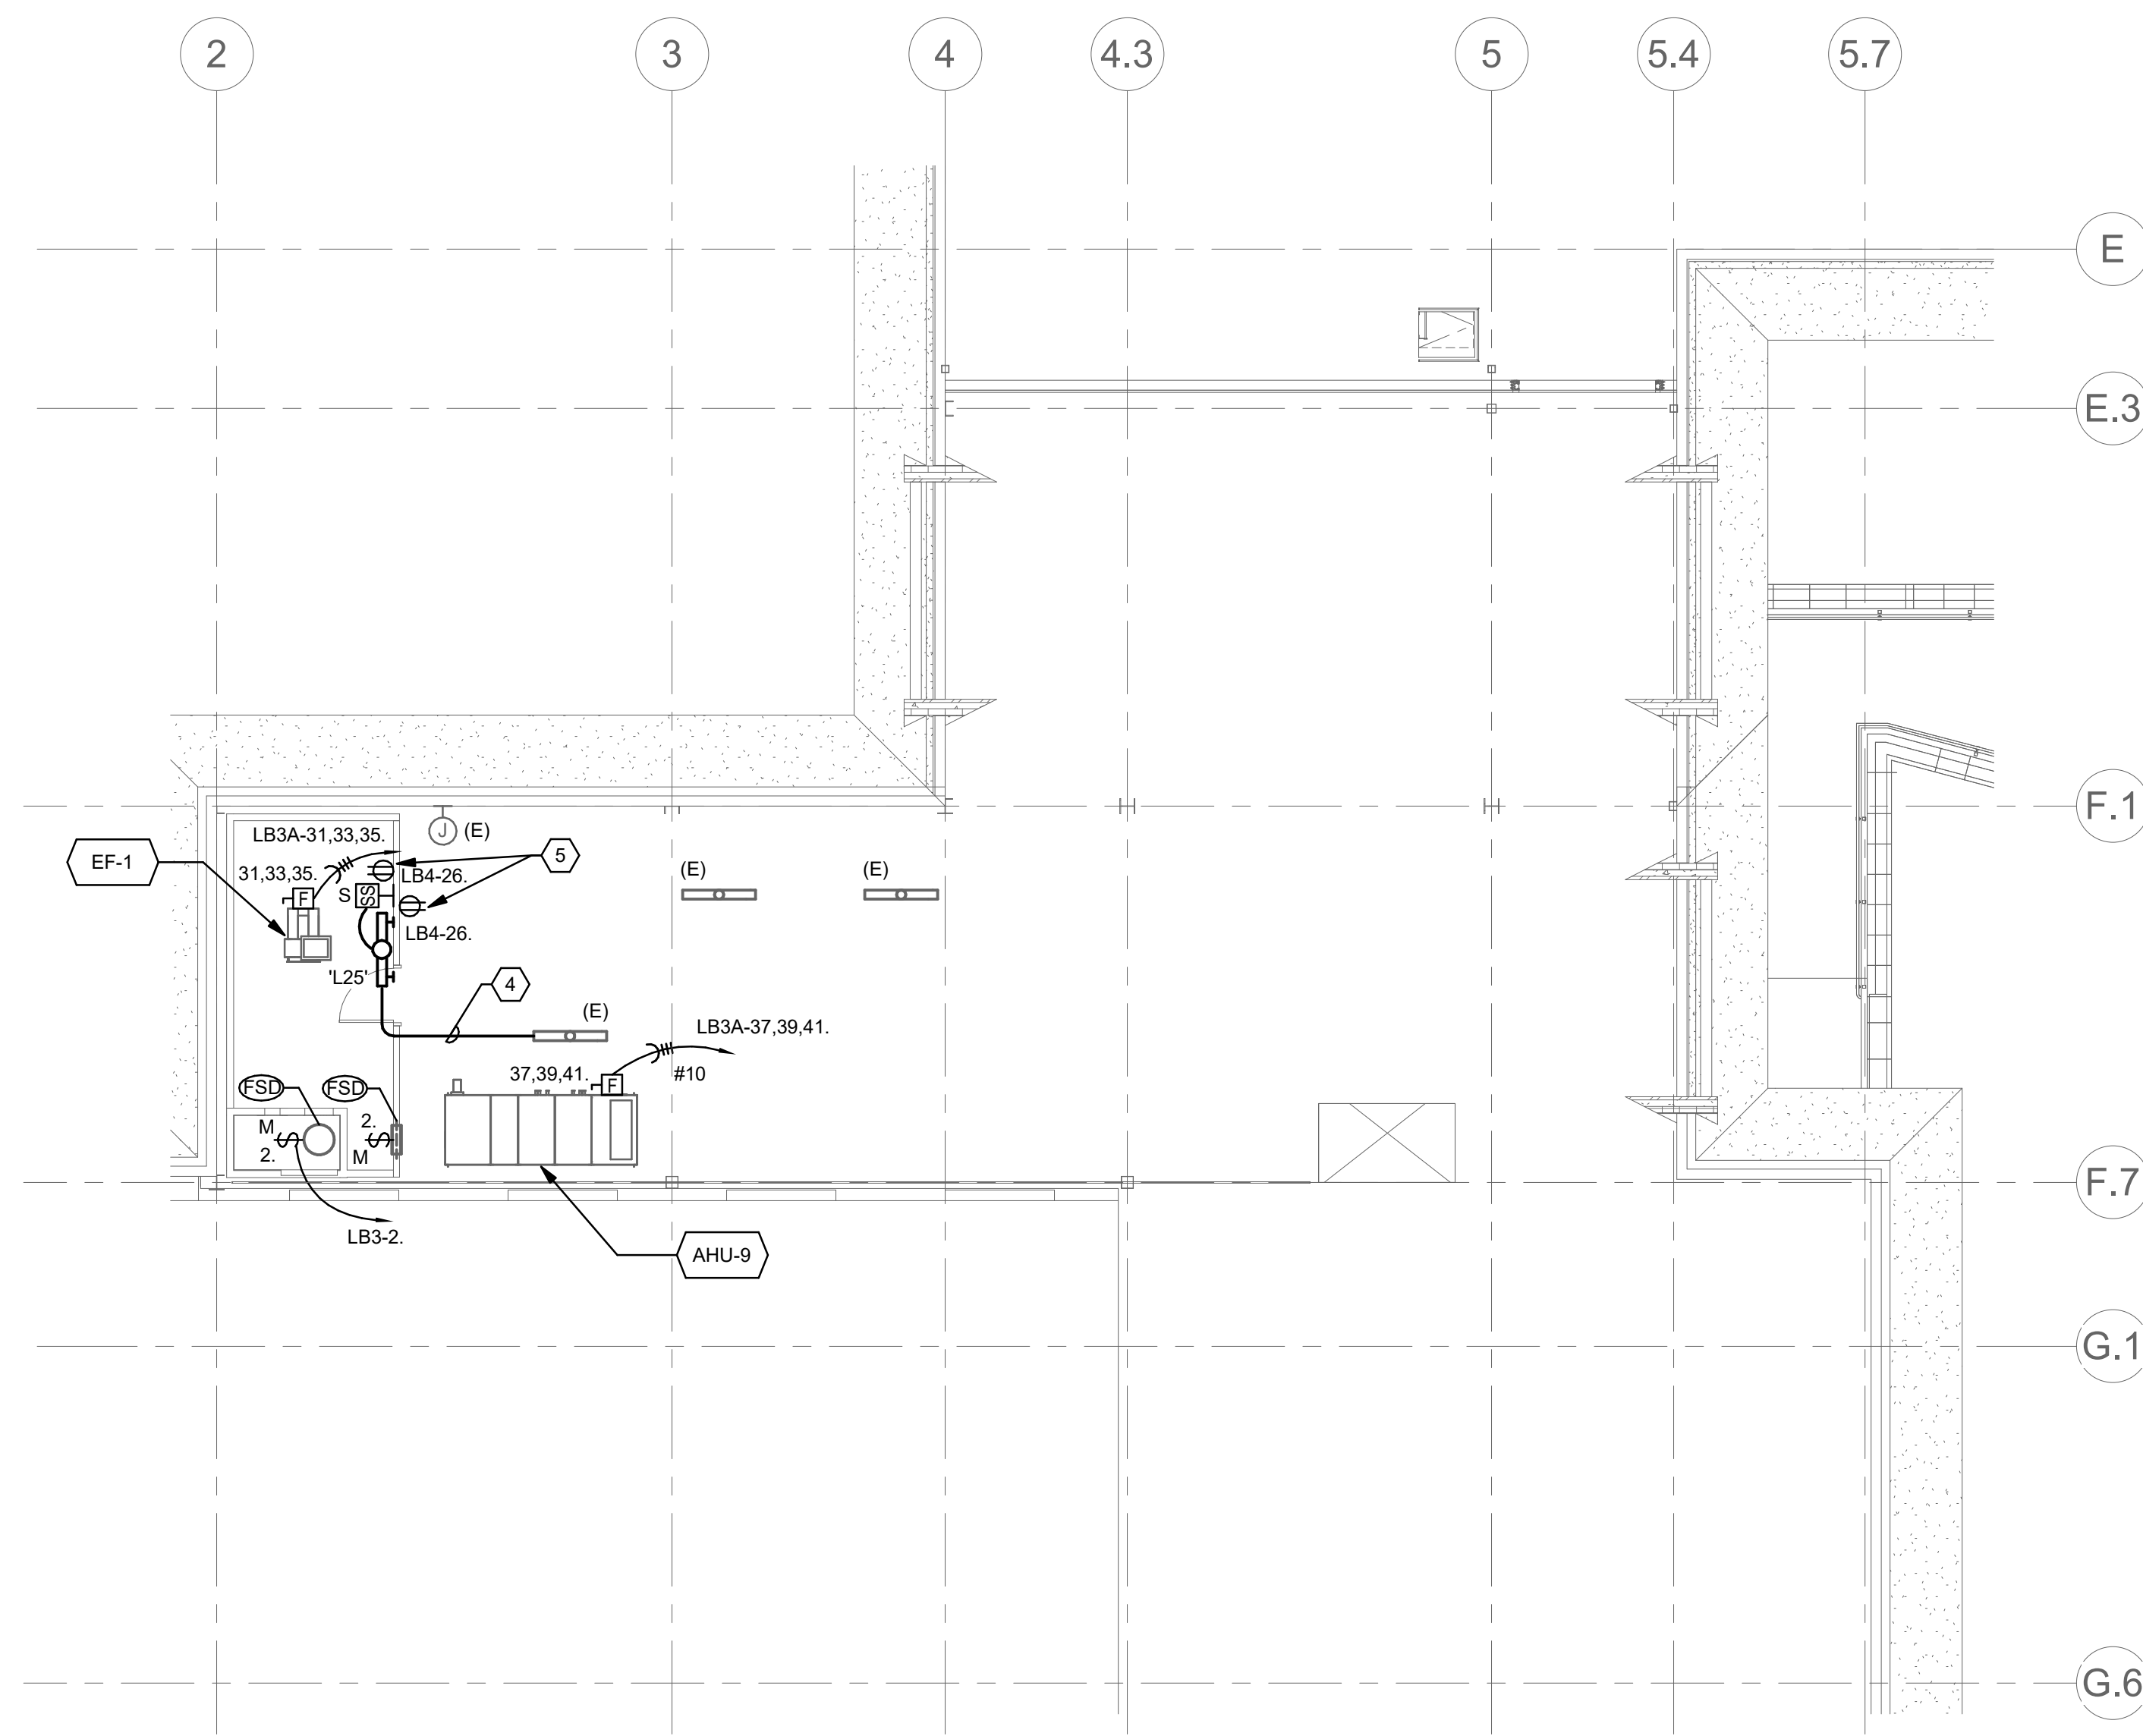 2
3
4
4.3
5
5.4
5.7
E
E.3
F.1
F.7
G.1
G.6
LB3A-31,33,35.
J
(E)
EF-1
31,33,35.
F
S
SS
LB4-26.
5
LB4-26.
(E)
(E)
'L25'
4
(E)
LB3A-37,39,41.
37,39,41.
F
#10
FSD
FSD
M
2.
2.
M
LB3-2.
AHU-9